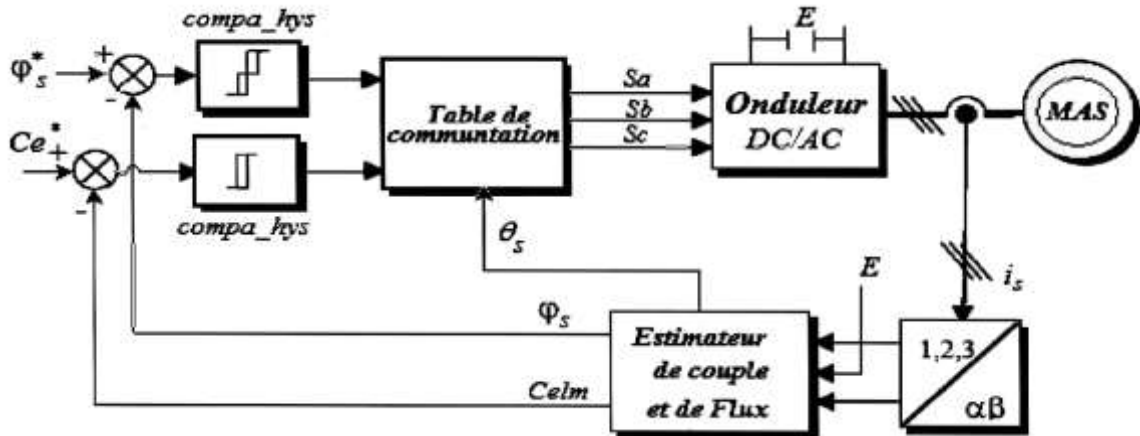 compa_hys
E
φs*
+
-
Table de
communtation
Sa
Sb
Sc
Onduleur
DC/AC
MAS
Ce*
+
-
compa_hys
θs
E
is
φs
Estimateur
de couple
et de Flux
1,2,3
αβ
Celm